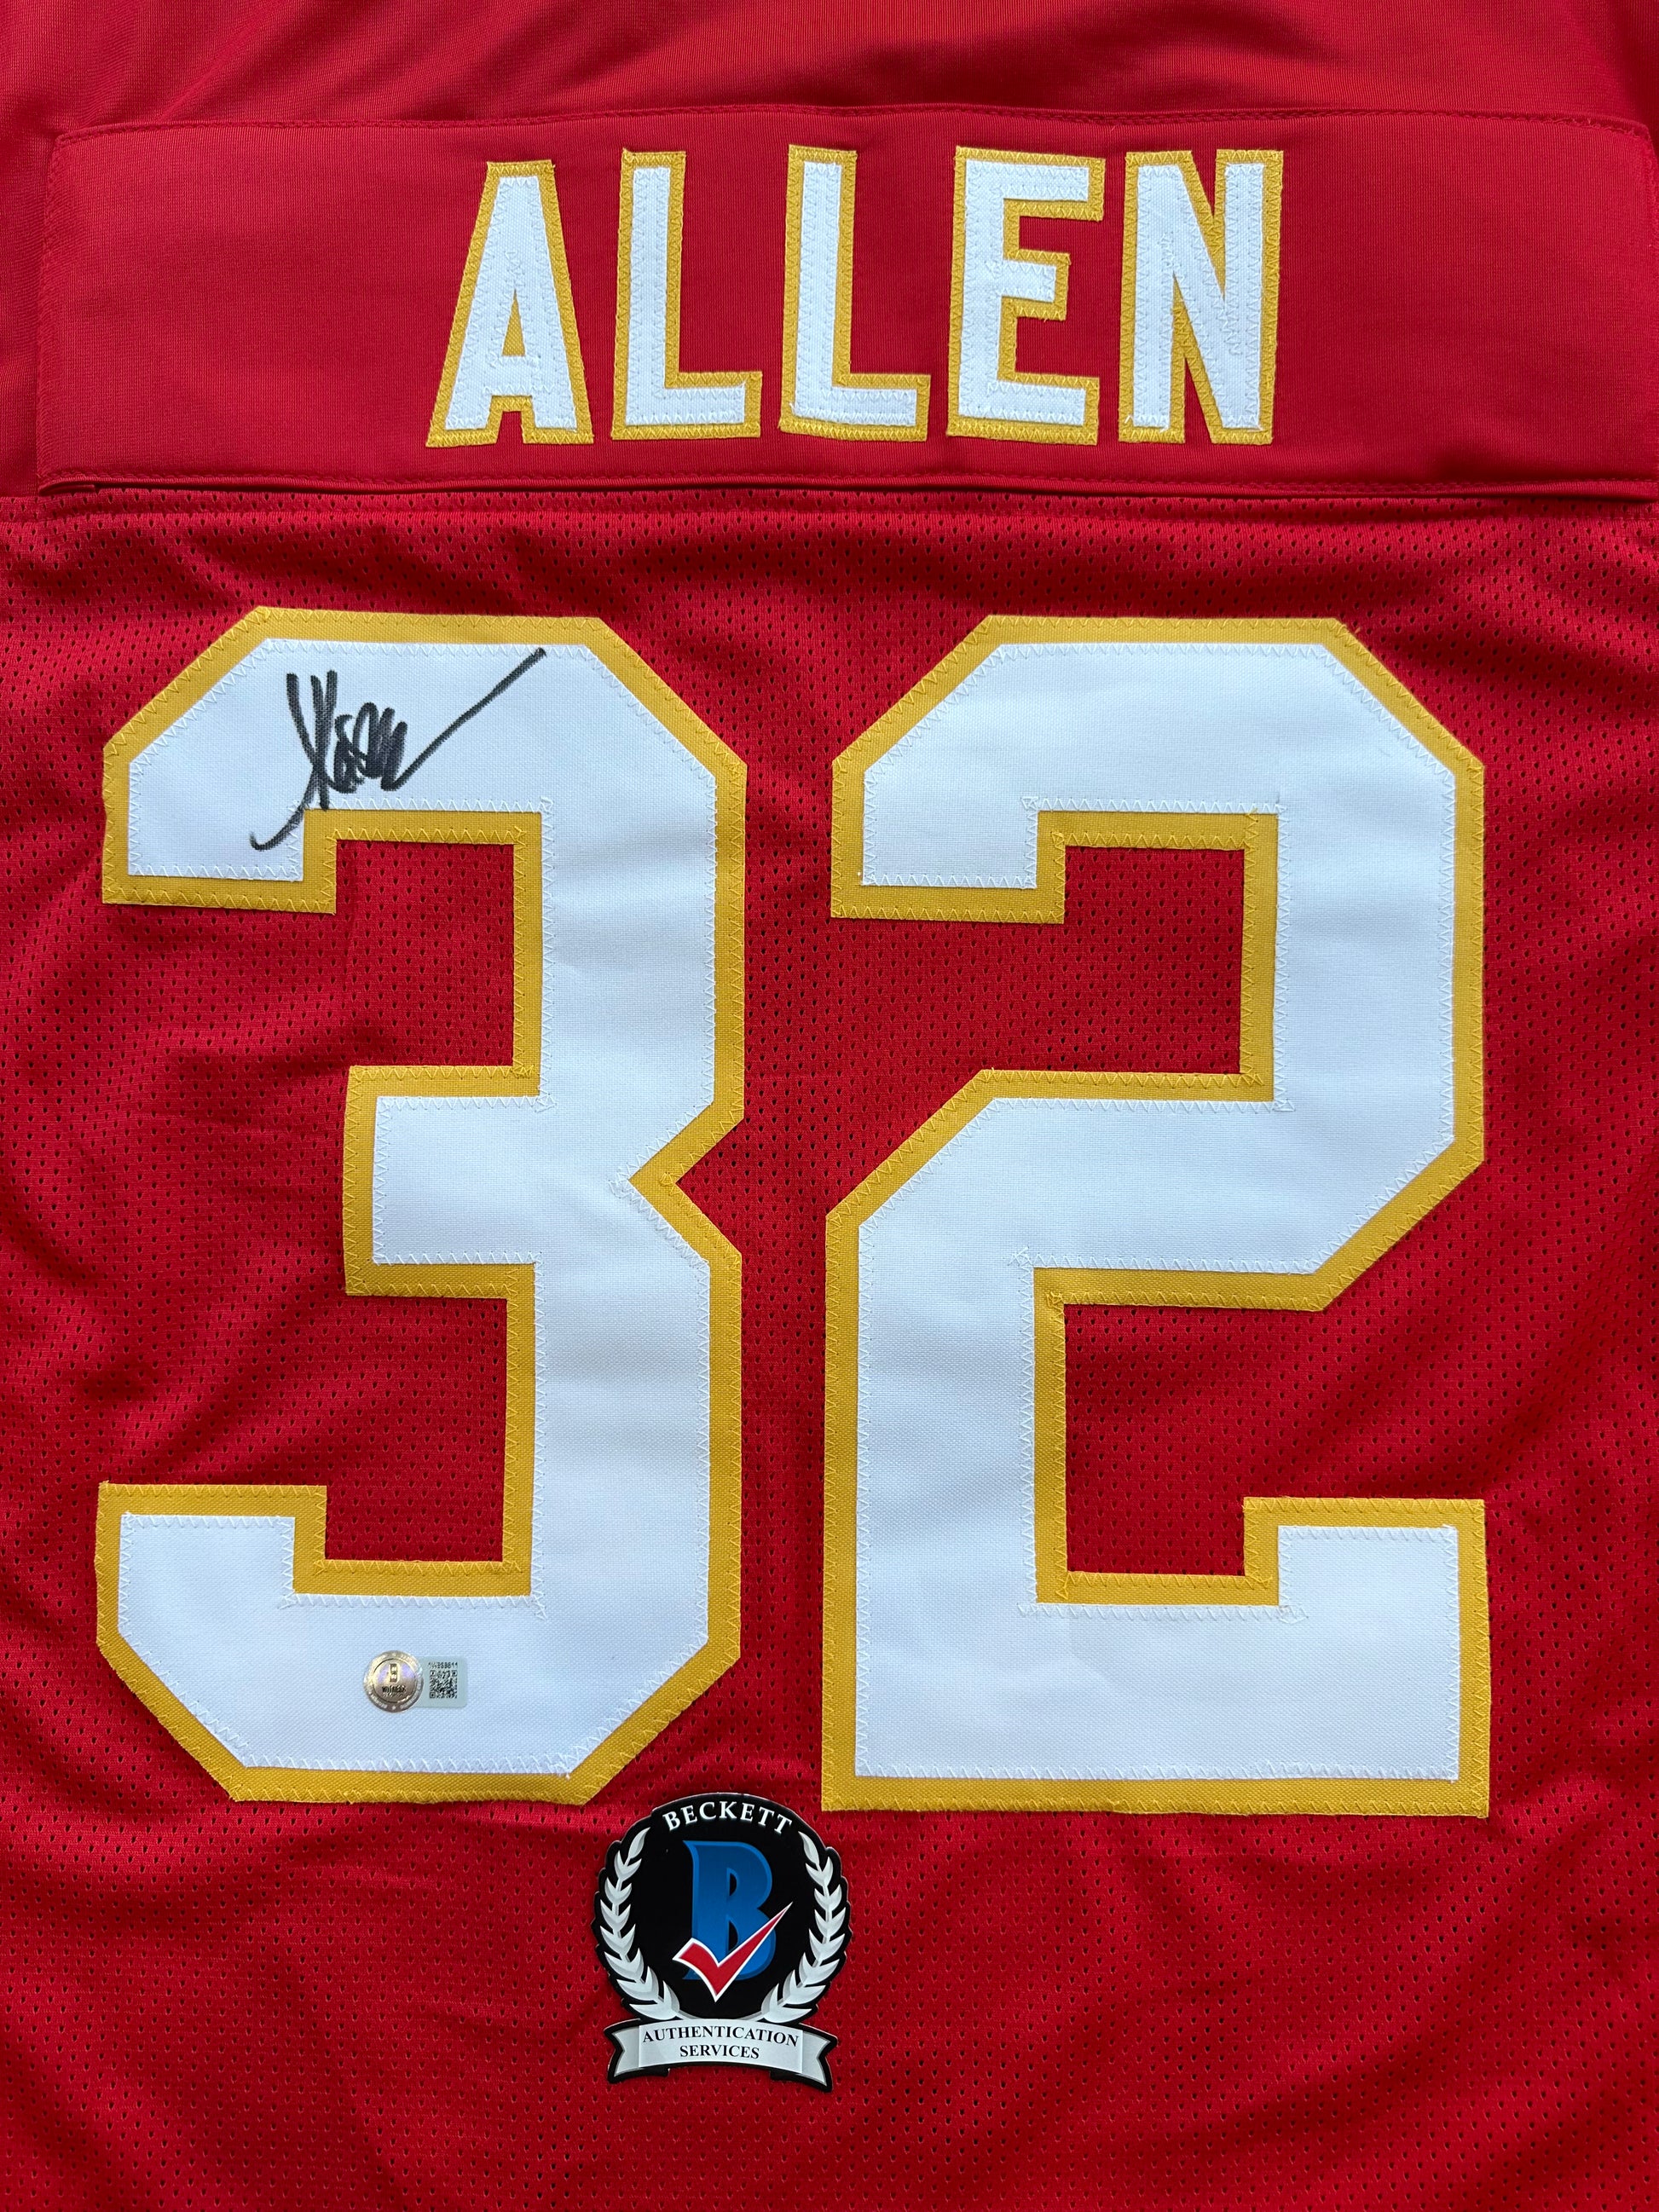 ALLEN
32
BECKETT
B
AUTHENTICATION
SERVICES